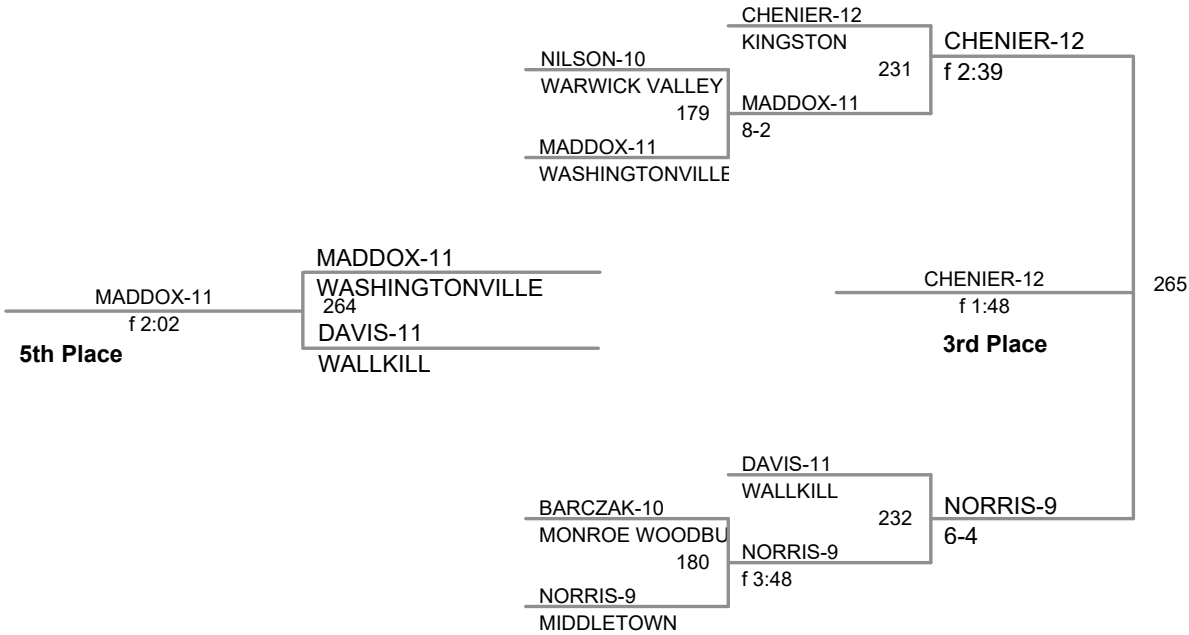 CHENIER-12
KINGSTON
231
CHENIER-12
f 2:39
NILSON-10
WARWICK VALLEY
179
MADDOX-11
8-2
MADDOX-11
WASHINGTONVILLE
MADDOX-11
WASHINGTONVILLE
264
DAVIS-11
WALLKILL
MADDOX-11
f 2:02
5th Place
CHENIER-12
f 1:48
3rd Place
265
DAVIS-11
WALLKILL
232
NORRIS-9
6-4
BARCZAK-10
MONROE WOODBU
180
NORRIS-9
f 3:48
NORRIS-9
MIDDLETOWN